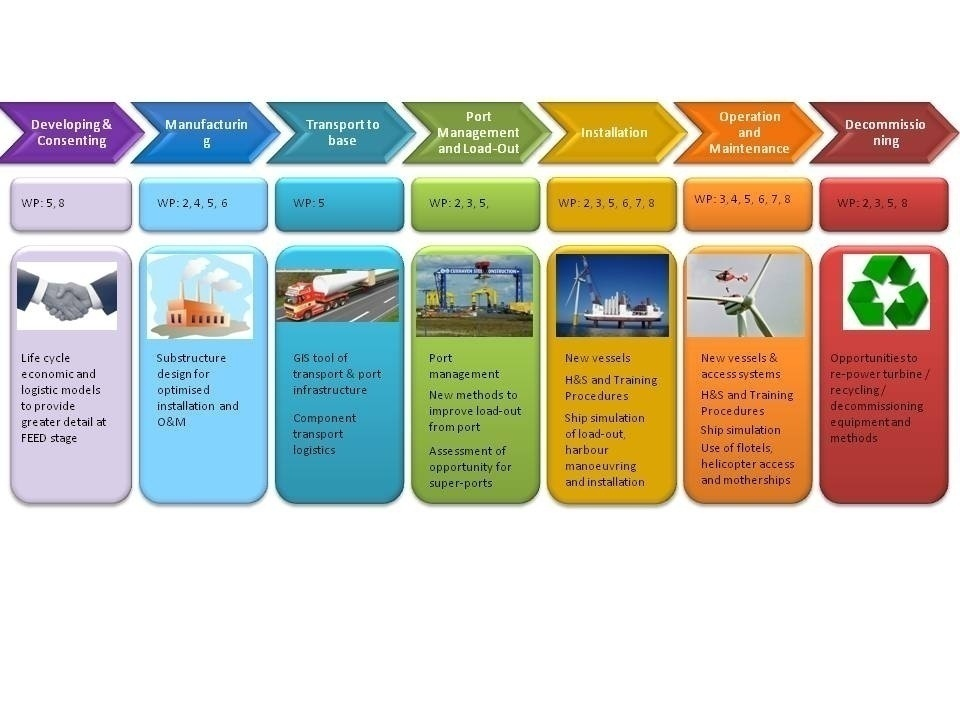 Developing &
Consenting
Manufacturin
g
Transport to
base
Port
Management
and Load-Out
Installation
Operation
and
Maintenance
Decommissio
ning
WP: 5, 8
WP: 2, 4, 5, 6
WP: 5
WP: 2, 3, 5,
WP: 2, 3, 5, 6, 7, 8
WP: 3, 4, 5, 6, 7, 8
WP: 2, 3, 5, 8
Life cycle
economic and
logistic models
to provide
greater detail at
FEED stage
Substructure
design for
optimised
installation and
O&M
GIS tool of
transport & port
infrastructure
Component
transport
logistics
CUXHAVEN STEEL CONSTRUCTION
Port
management
New methods to
improve load-out
from port
Assessment of
opportunity for
super-ports
New vessels
H&S and Training
Procedures
Ship simulation
of load-out,
harbour
manoeuvring
and installation
New vessels &
access systems
H&S and Training
Procedures
Ship simulation
Use of flotels,
helicopter access
and motherships
Opportunities to
re-power turbine /
recycling /
decommissioning
equipment and
methods